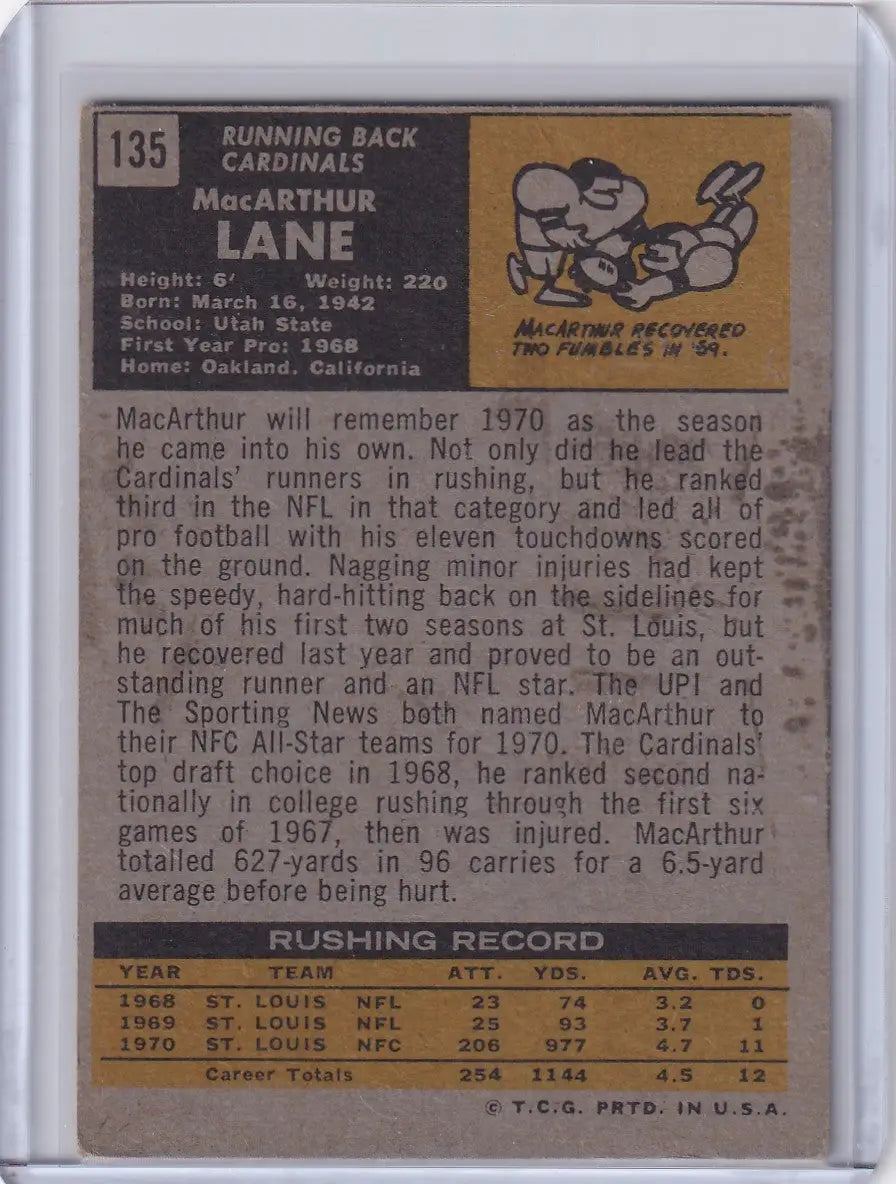 135
RUNNING BACK
CARDINALS
MacARTHUR
LANE
Height: 6' Weight: 220
Born: March 16, 1942
School: Utah State
First Year Pro: 1968
Home: Oakland, California
MACARTHUR RECOVERED
TWO FUMBLES IN '69.
MacArthur will remember 1970 as the season
he came into his own. Not only did he lead the
Cardinals' runners in rushing, but he ranked
third in the NFL in that category and led all of
pro football with his eleven touchdowns scored
on the ground. Nagging minor injuries had kept
the speedy, hard-hitting back on the sidelines for
much of his first two seasons at St. Louis, but
he recovered last year and proved to be an out-
standing runner and an NFL star. The UPI and
The Sporting News both named MacArthur to
their NFC All-Star teams for 1970. The Cardinals'
top draft choice in 1968, he ranked second na-
tionally in college rushing through the first six
games of 1967, then was injured. MacArthur
totalled 627-yards in 96 carries for a 6.5-yard
average before being hurt.
RUSHING RECORD
YEAR TEAM ATT. YDS. AVG. TDS.
1968 ST. LOUIS NFL 23 74 3.2 0
1969 ST. LOUIS NFL 25 93 3.7 1
1970 ST. LOUIS NFC 206 977 4.7 11
Career Totals 254 1144 4.5 12
© T.C.G. PRTD. IN U.S.A.